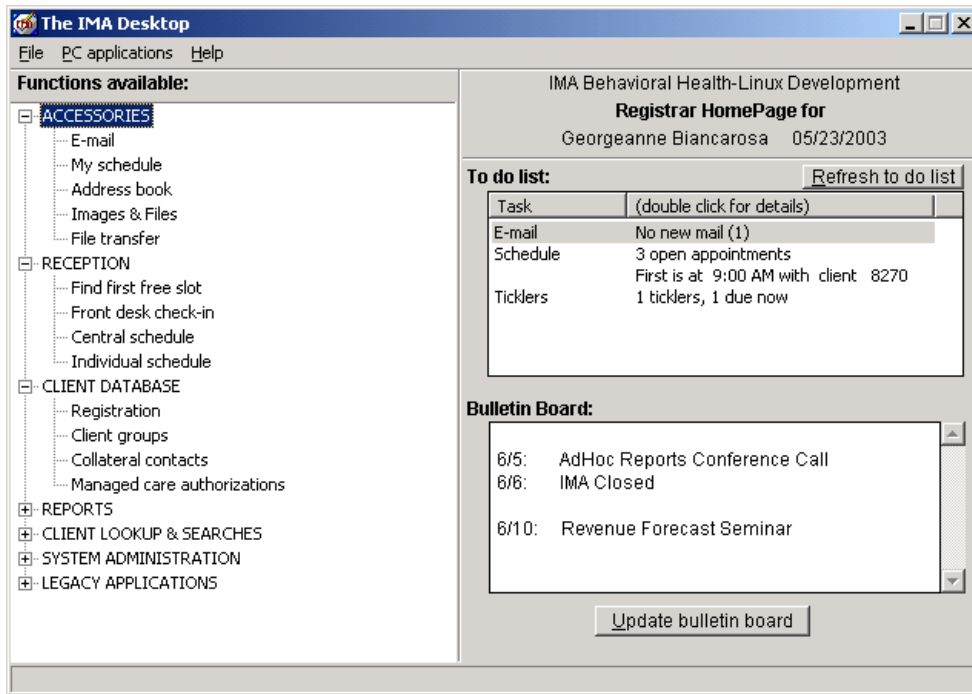 The IMA Desktop
File PC applications Help
Functions available:
ACCESSORIES
E-mail
My schedule
Address book
Images & Files
File transfer
RECEPTION
Find first free slot
Front desk check-in
Central schedule
Individual schedule
CLIENT DATABASE
Registration
Client groups
Collateral contacts
Managed care authorizations
REPORTS
CLIENT LOOKUP & SEARCHES
SYSTEM ADMINISTRATION
LEGACY APPLICATIONS
IMA Behavioral Health-Linux Development
Registrar HomePage for
Georgeanne Biancarosa 05/23/2003
To do list: Refresh to do list
Task (double click for details)
E-mail No new mail (1)
Schedule 3 open appointments
First is at 9:00 AM with client 8270
Ticklers 1 ticklers, 1 due now
Bulletin Board:
6/5: AdHoc Reports Conference Call
6/6: IMA Closed
6/10: Revenue Forecast Seminar
Update bulletin board